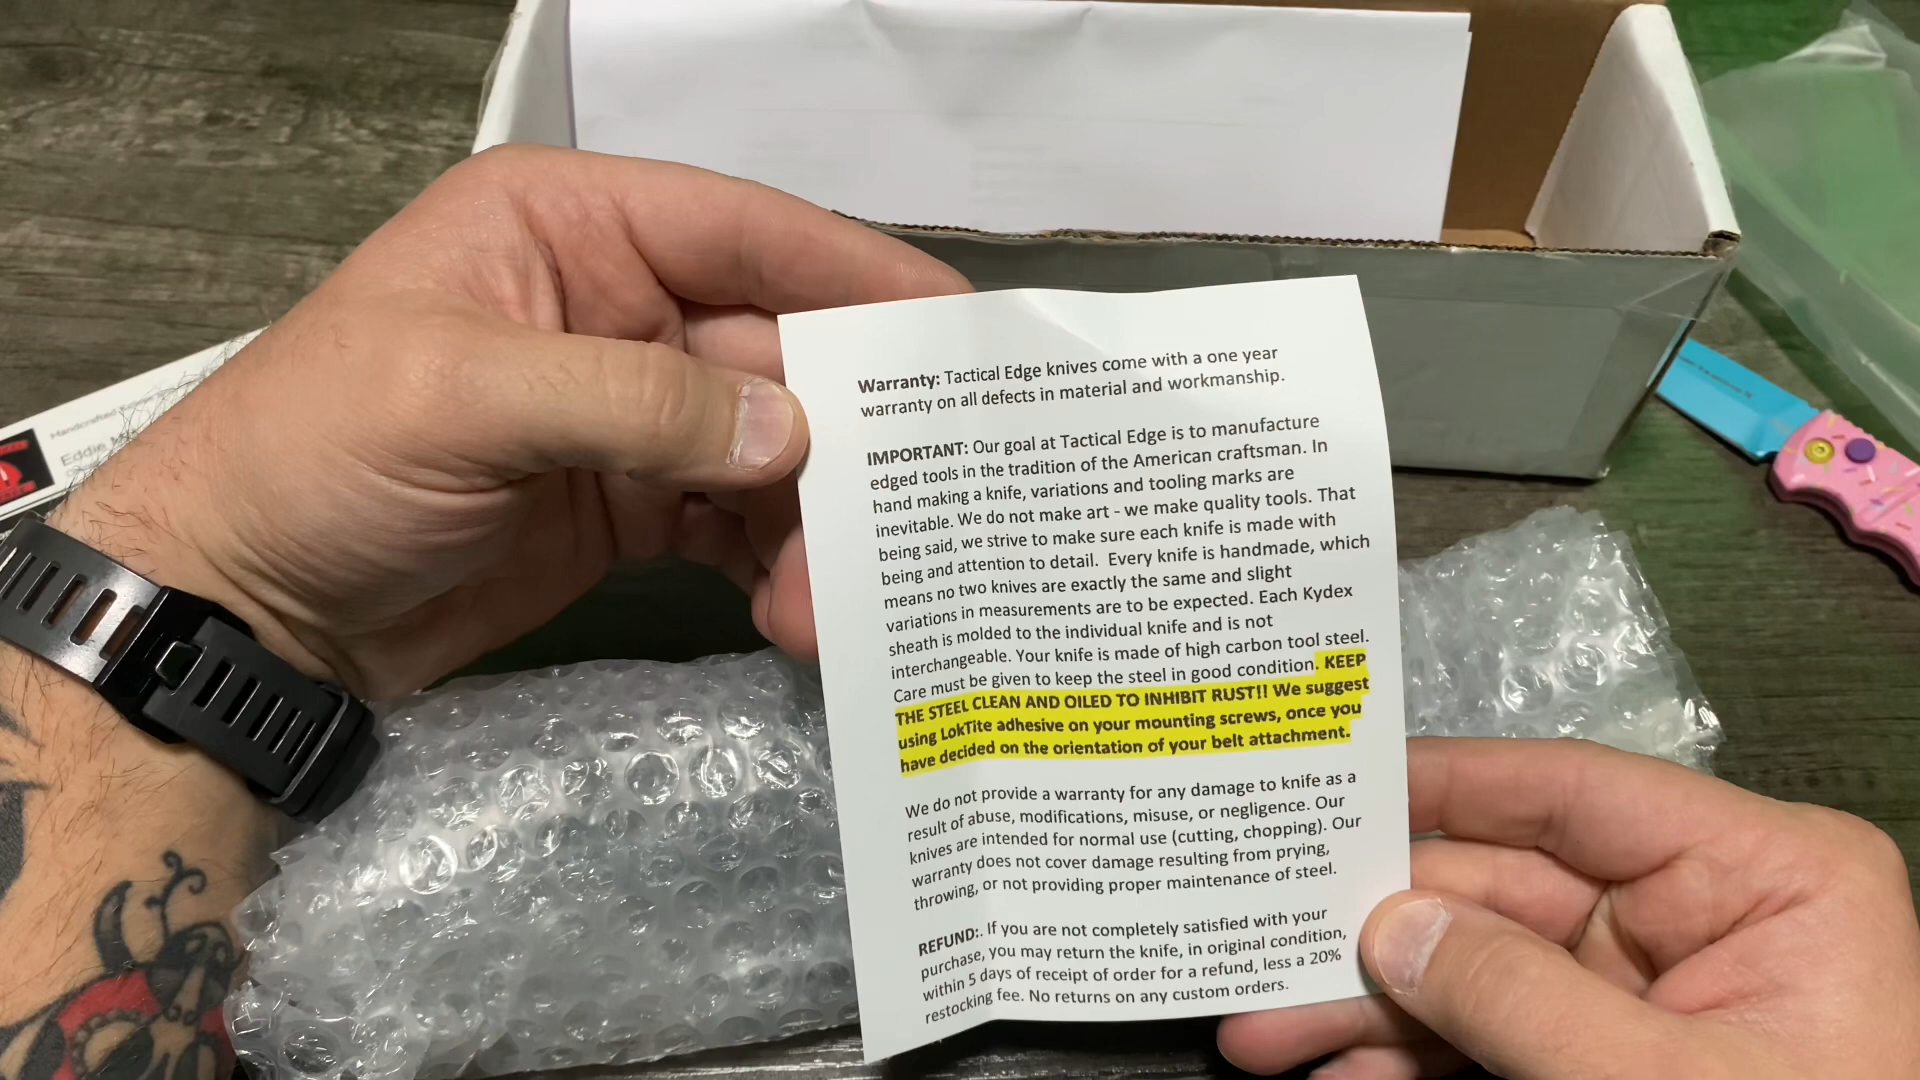 Handcrafted
Eddie
Warranty: Tactical Edge knives come with a one year
warranty on all defects in material and workmanship.
IMPORTANT: Our goal at Tactical Edge is to manufacture
edged tools in the tradition of the American craftsman. In
hand making a knife, variations and tooling marks are
inevitable. We do not make art - we make quality tools. That
being said, we strive to make sure each knife is made with
being and attention to detail. Every knife is handmade, which
means no two knives are exactly the same and slight
variations in measurements are to be expected. Each Kydex
sheath is molded to the individual knife and is not
interchangeable. Your knife is made of high carbon tool steel.
Care must be given to keep the steel in good condition. KEEP
THE STEEL CLEAN AND OILED TO INHIBIT RUST!! We suggest
using LokTite adhesive on your mounting screws, once you
have decided on the orientation of your belt attachment.
We do not provide a warranty for any damage to knife as a
result of abuse, modifications, misuse, or negligence. Our
knives are intended for normal use (cutting, chopping). Our
warranty does not cover damage resulting from prying,
throwing, or not providing proper maintenance of steel.
REFUND:. If you are not completely satisfied with your
purchase, you may return the knife, in original condition,
within 5 days of receipt of order for a refund, less a 20%
restocking fee. No returns on any custom orders.